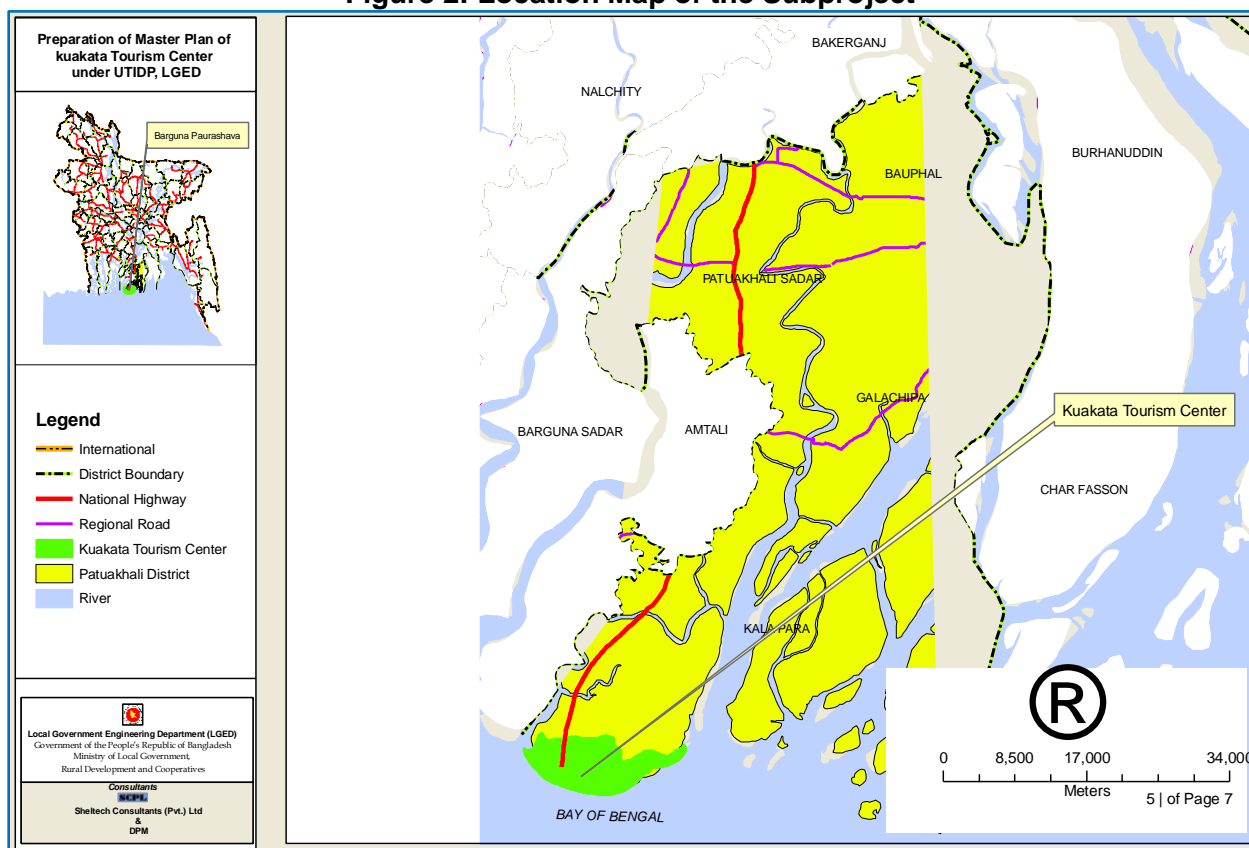 Figure 2: Location Map of the Subproject
Preparation of Master Plan of
kuakata Tourism Center
under UTIDP, LGED
Barguna Paurashava
Legend
International
District Boundary
National Highway
Regional Road
Kuakata Tourism Center
Patuakhali District
River
Local Government Engineering Department (LGED)
Government of the People's Republic of Bangladesh
Ministry of Local Government,
Rural Development and Cooperatives
Consultants
SCPL
Sheltech Consultants (Pvt.) Ltd
&
DPM
BAKERGANJ
NALCHITY
BURHANUDDIN
BAUPHAL
PATUAKHALI SADAR
GALACHIPA
Kuakata Tourism Center
BARGUNA SADAR
AMTALI
CHAR FASSON
KALAPARA
BAY OF BENGAL
®
0 8,5500 17,000 34,000
Meters
5 | of Page 7